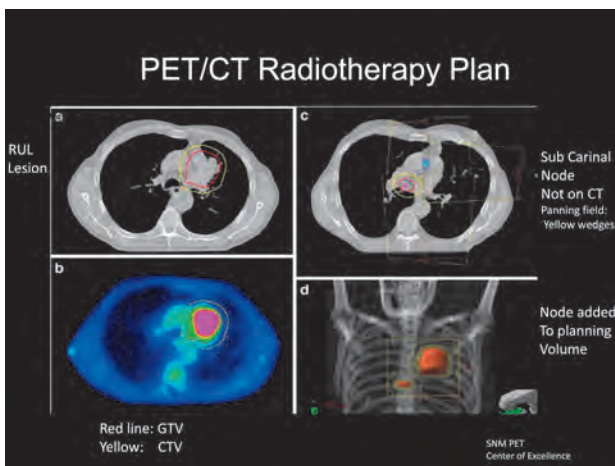 PET/CT Radiotherapy Plan
a
c
RUL
Lesion
Sub Carinal
Node
Not on CT
Panning field:
Yellow wedges
b
d
Node added
To planning
Volume
Red line: GTV
Yellow: CTV
SNM PET
Center of Excellence